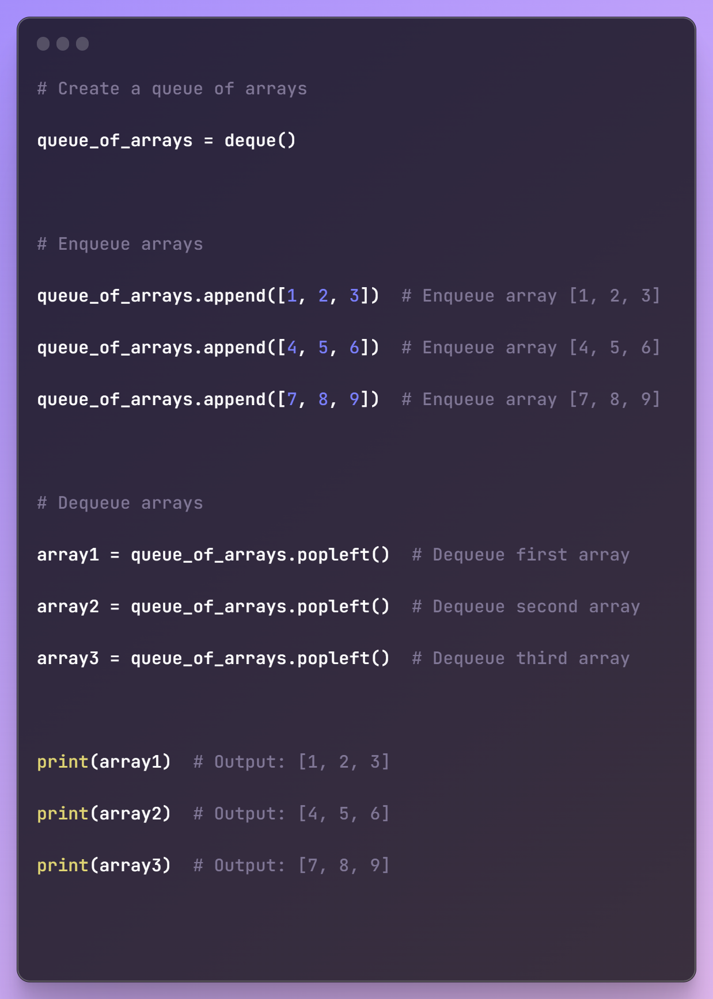 # Create a queue of arrays
queue_of_arrays = deque()
# Enqueue arrays
queue_of_arrays.append([1, 2, 3])  # Enqueue array [1, 2, 3]
queue_of_arrays.append([4, 5, 6])  # Enqueue array [4, 5, 6]
queue_of_arrays.append([7, 8, 9])  # Enqueue array [7, 8, 9]
# Dequeue arrays
array1 = queue_of_arrays.popleft()  # Dequeue first array
array2 = queue_of_arrays.popleft()  # Dequeue second array
array3 = queue_of_arrays.popleft()  # Dequeue third array
print(array1)  # Output: [1, 2, 3]
print(array2)  # Output: [4, 5, 6]
print(array3)  # Output: [7, 8, 9]